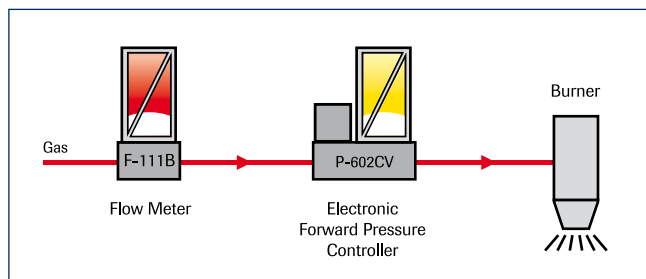 Gas
F-111B
Flow Meter
P-602CV
Electronic
Forward Pressure
Controller
Burner